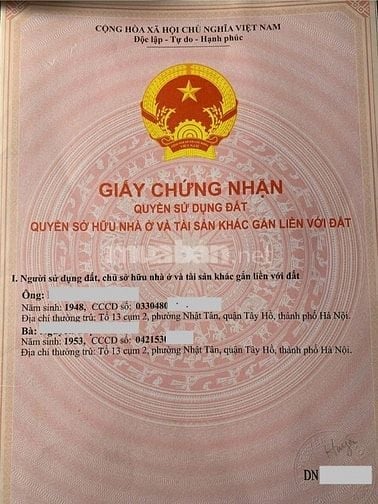 CỘNG HÒA XÃ HỘI CHỦ NGHĨA VIỆT NAM
Độc lập - Tự do - Hạnh phúc
GIẤY CHỨNG NHẬN
QUYỀN SỬ DỤNG ĐẤT
QUYỀN SỞ HỮU NHÀ Ở VÀ TÀI SẢN KHÁC GẮN LIỀN VỚI ĐẤT
muaban.net
I. Người sử dụng đất, chủ sở hữu nhà ở và tài sản khác gắn liền với đất
Ông:
Năm sinh: 1948, CCCD số: 0330480
Địa chỉ thường trú: Tổ 13 cụm 2, phường Nhật Tân, quận Tây Hồ, thành phố Hà Nội.
Bà:
Năm sinh: 1953, CCCD số: 0421530
Địa chỉ thường trú: Tổ 13 cụm 2, phường Nhật Tân, quận Tây Hồ, thành phố Hà Nội.
DN